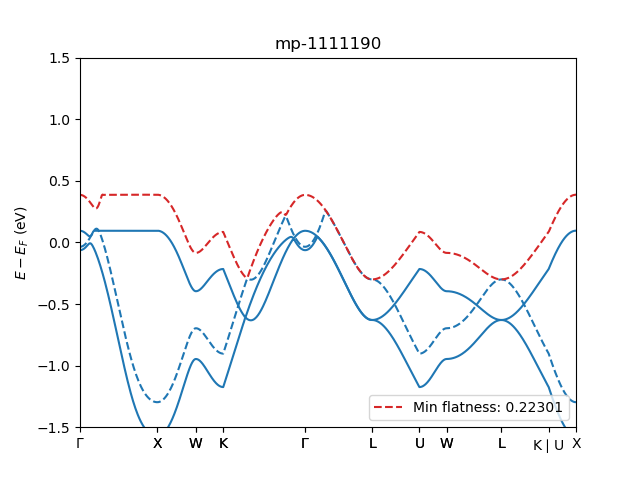 mp-1111190
1.5
1.0
0.5
0.0
−0.5
−1.0
−1.5
E − E_F (eV)
Min flatness: 0.22301
Γ X W K Γ L U W L K | U X